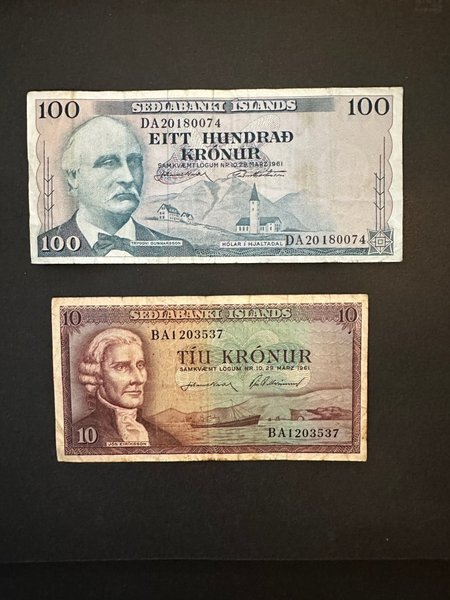 100 SEÐLABANKI ÍSLANDS 100
DA20180074
EITT HUNDRAÐ
KRÓNUR
SAMKVÆMT LÖGUM NR.10, 29. MARZ 1961
100 TRYGGVI GUNNARSSON HÓLAR Í HJALTADAL DA20180074
SEÐLABANKI ÍSLANDS
10 10
BA1203537
TÍU KRÓNUR
SAMKVÆMT LÖGUM NR. 10, 29. MARZ 1961
10 BA1203537
JÓN EIRÍKSSON